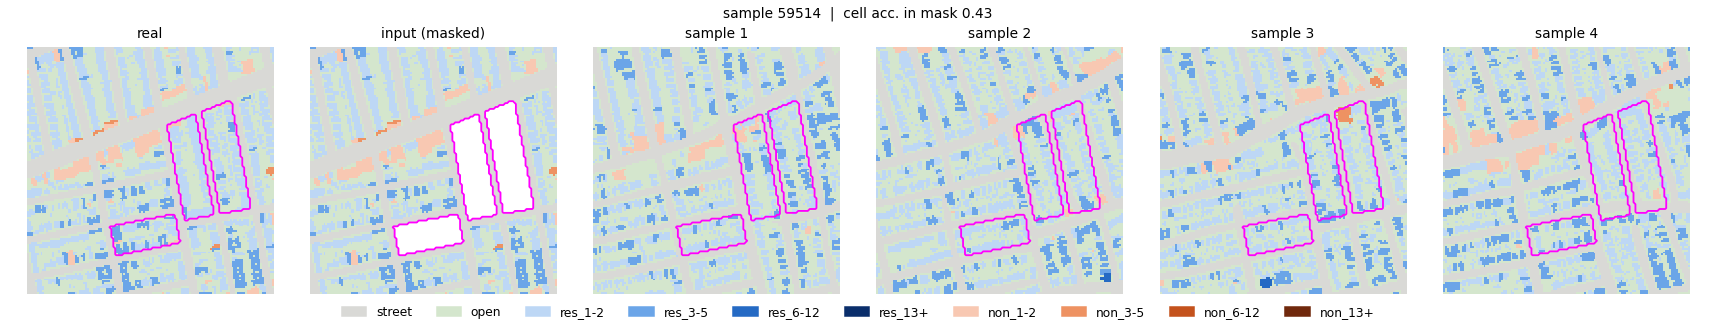 sample 59514  |  cell acc. in mask 0.43
real
input (masked)
sample 1
sample 2
sample 3
sample 4
street
open
res_1-2
res_3-5
res_6-12
res_13+
non_1-2
non_3-5
non_6-12
non_13+